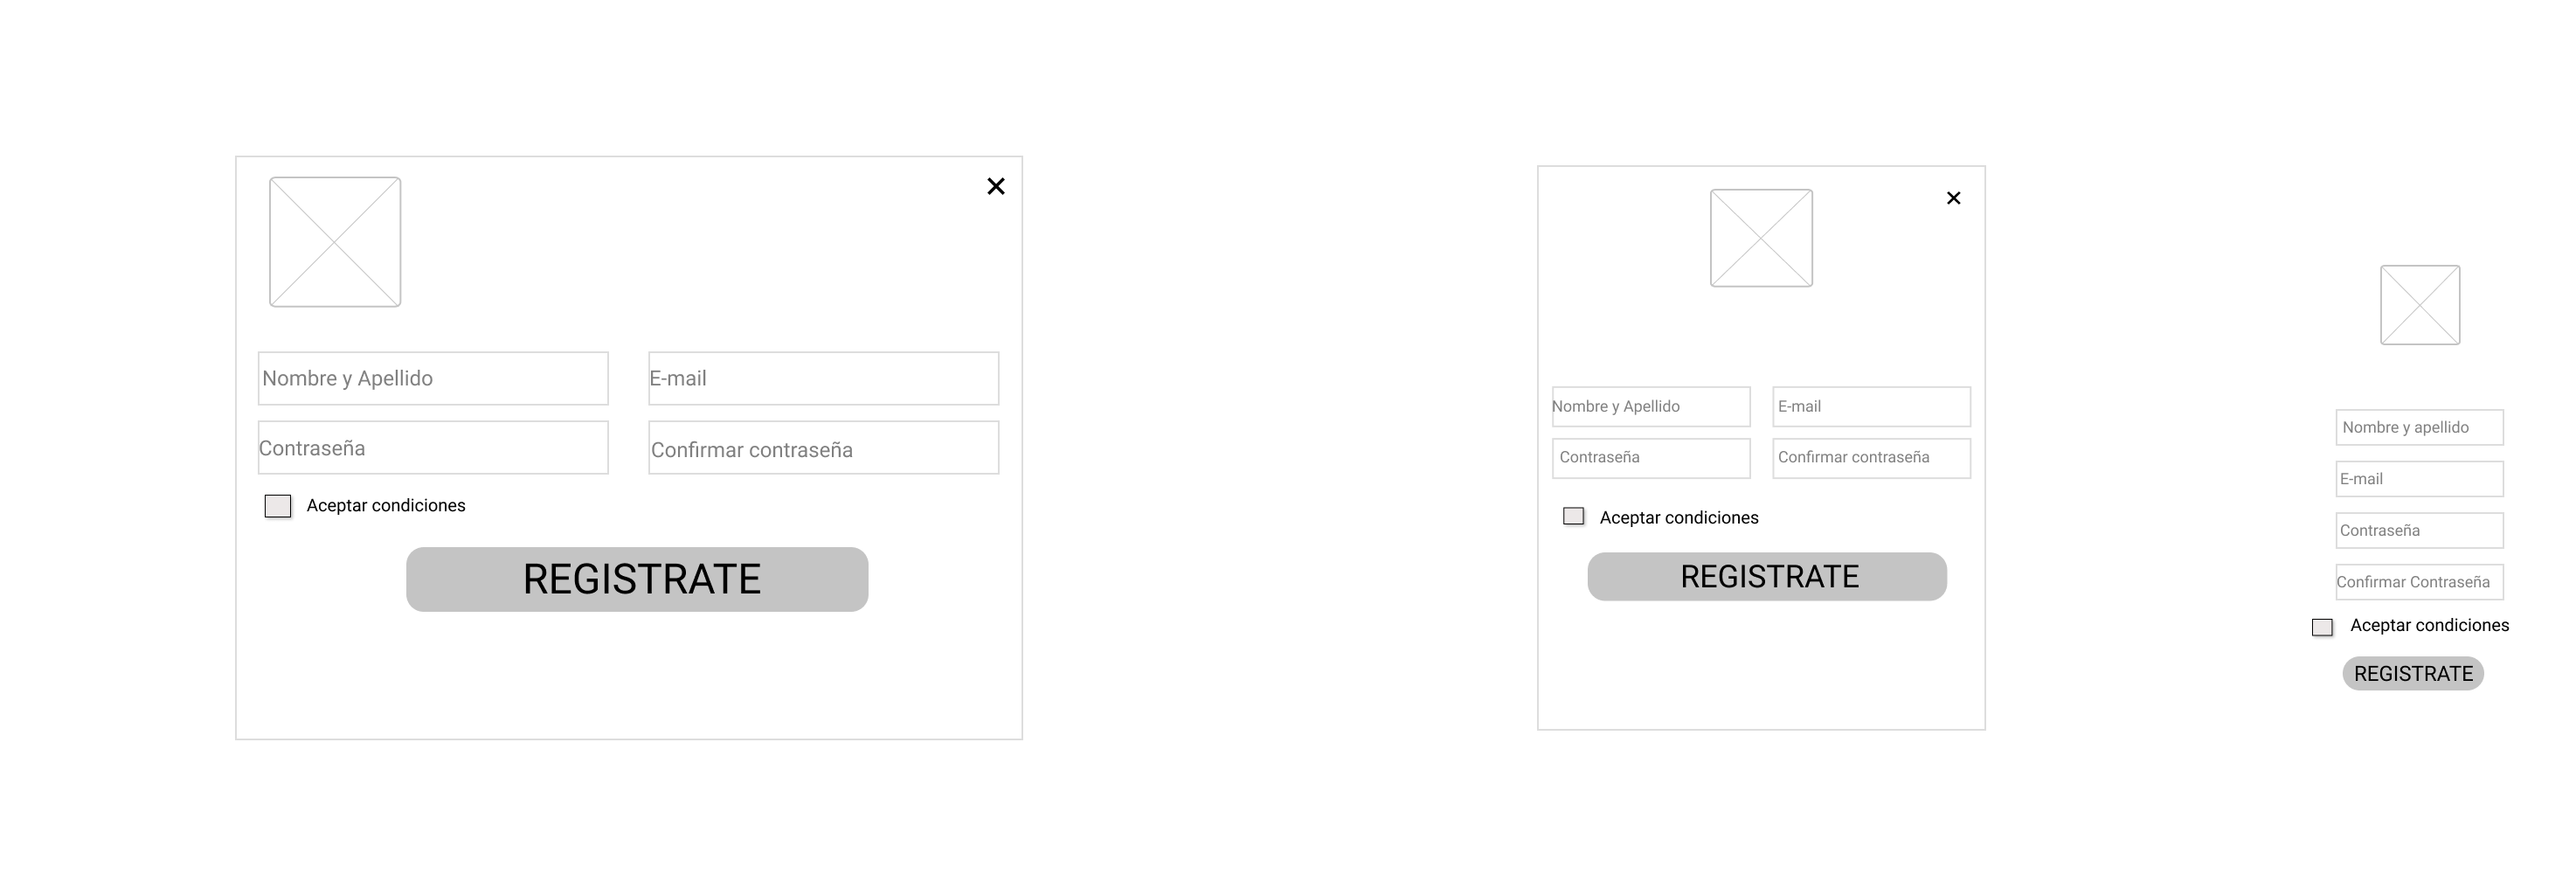 Nombre y Apellido
E-mail
Contraseña
Confirmar contraseña
Aceptar condiciones
REGISTRATE
Nombre y Apellido
E-mail
Contraseña
Confirmar contraseña
Aceptar condiciones
REGISTRATE
Nombre y apellido
E-mail
Contraseña
Confirmar Contraseña
Aceptar condiciones
REGISTRATE